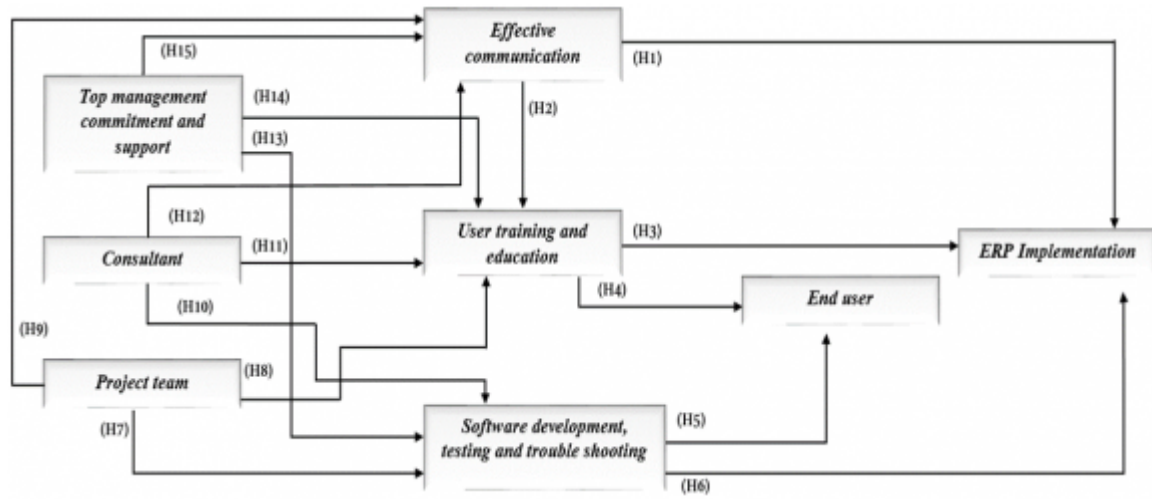 Effective
communication
(H15)
(H1)
Top management
commitment and
support
(H14)
(H2)
(H13)
(H12)
User training and
education
(H3)
ERP Implementation
Consultant
(H11)
(H10)
(H4)
End user
(H9)
Project team
(H8)
(H7)
Software development,
testing and trouble shooting
(H5)
(H6)